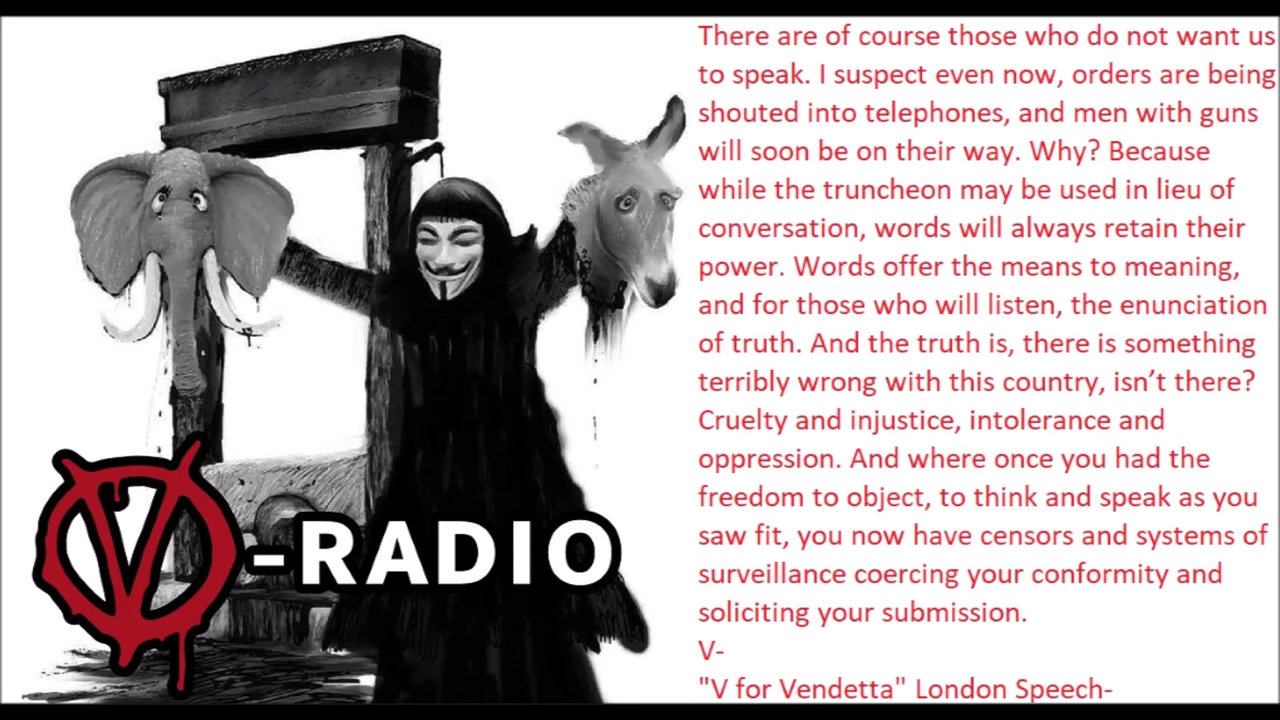 There are of course those who do not want us
to speak. I suspect even now, orders are being
shouted into telephones, and men with guns
will soon be on their way. Why? Because
while the truncheon may be used in lieu of
conversation, words will always retain their
power. Words offer the means to meaning,
and for those who will listen, the enunciation
of truth. And the truth is, there is something
terribly wrong with this country, isn’t there?
Cruelty and injustice, intolerance and
oppression. And where once you had the
freedom to object, to think and speak as you
saw fit, you now have censors and systems of
surveillance coercing your conformity and
soliciting your submission.
V-
"V for Vendetta" London Speech-
V-RADIO